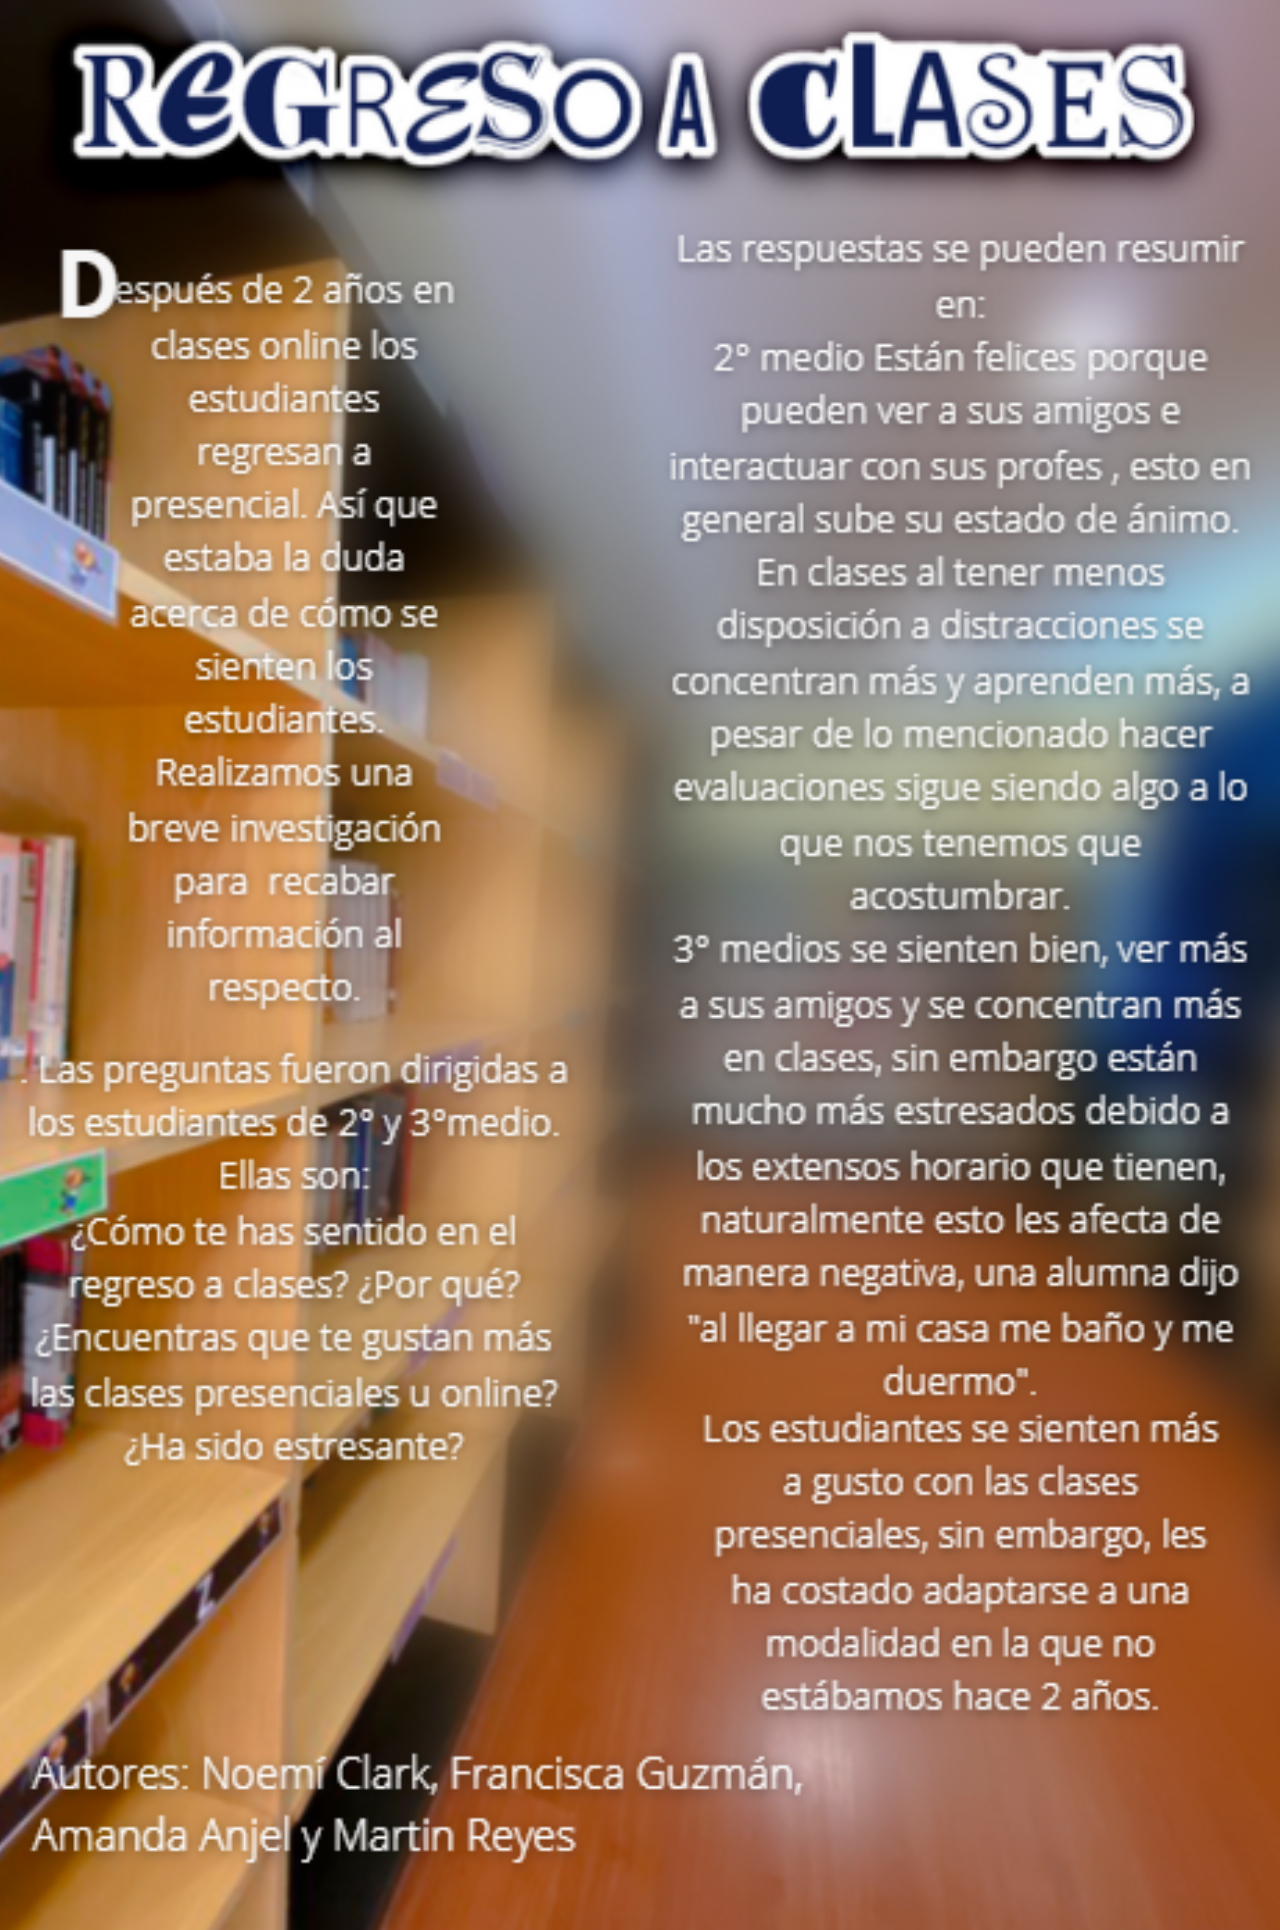 REGRESO A CLASES
Después de 2 años en
clases online los
estudiantes
regresan a
presencial. Así que
estaba la duda
acerca de cómo se
sienten los
estudiantes.
Realizamos una
breve investigación
para recabar
información al
respecto.
. Las preguntas fueron dirigidas a
los estudiantes de 2° y 3°medio.
Ellas son:
¿Cómo te has sentido en el
regreso a clases? ¿Por qué?
¿Encuentras que te gustan más
las clases presenciales u online?
¿Ha sido estresante?
Las respuestas se pueden resumir
en:
2° medio Están felices porque
pueden ver a sus amigos e
interactuar con sus profes , esto en
general sube su estado de ánimo.
En clases al tener menos
disposición a distracciones se
concentran más y aprenden más, a
pesar de lo mencionado hacer
evaluaciones sigue siendo algo a lo
que nos tenemos que
acostumbrar.
3° medios se sienten bien, ver más
a sus amigos y se concentran más
en clases, sin embargo están
mucho más estresados debido a
los extensos horario que tienen,
naturalmente esto les afecta de
manera negativa, una alumna dijo
"al llegar a mi casa me baño y me
duermo".
Los estudiantes se sienten más
a gusto con las clases
presenciales, sin embargo, les
ha costado adaptarse a una
modalidad en la que no
estábamos hace 2 años.
Autores: Noemí Clark, Francisca Guzmán,
Amanda Anjel y Martin Reyes